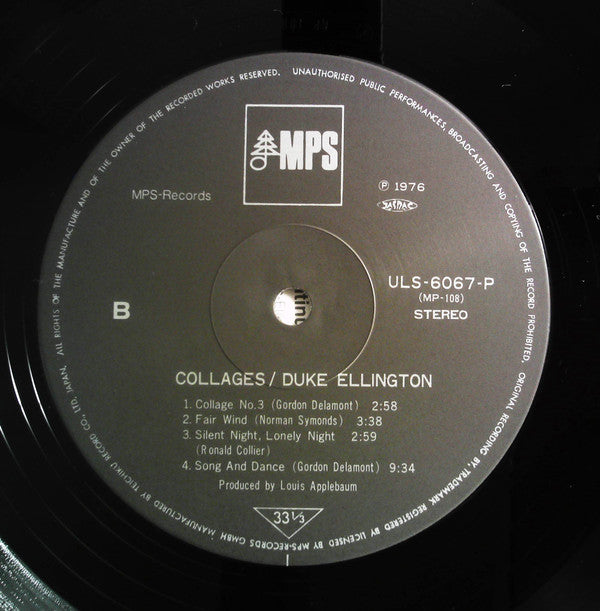 ALL RIGHTS OF THE MANUFACTURE AND OF THE OWNER OF THE RECORDED WORKS RESERVED. UNAUTHORISED PUBLIC PERFORMANCES, BROADCASTING AND COPYING OF THE RECORD PROHIBITED. ORIGINAL RECORDING BY, TRADEMARK REGISTERED BY, LICENSED BY MPS-RECORDS GMBH MANUFACTURED BY TEICHIKU RECORD CO., LTD. JAPAN.
MPS
MPS-Records
Ⓟ 1976
JASRAC
ULS-6067-P
(MP-108)
STEREO
B
COLLAGES / DUKE ELLINGTON
1. Collage No.3 (Gordon Delamont) 2:58
2. Fair Wind (Norman Symonds) 3:38
3. Silent Night, Lonely Night 2:59
(Ronald Collier)
4. Song And Dance (Gordon Delamont) 9:34
Produced by Louis Applebaum
33 1/3